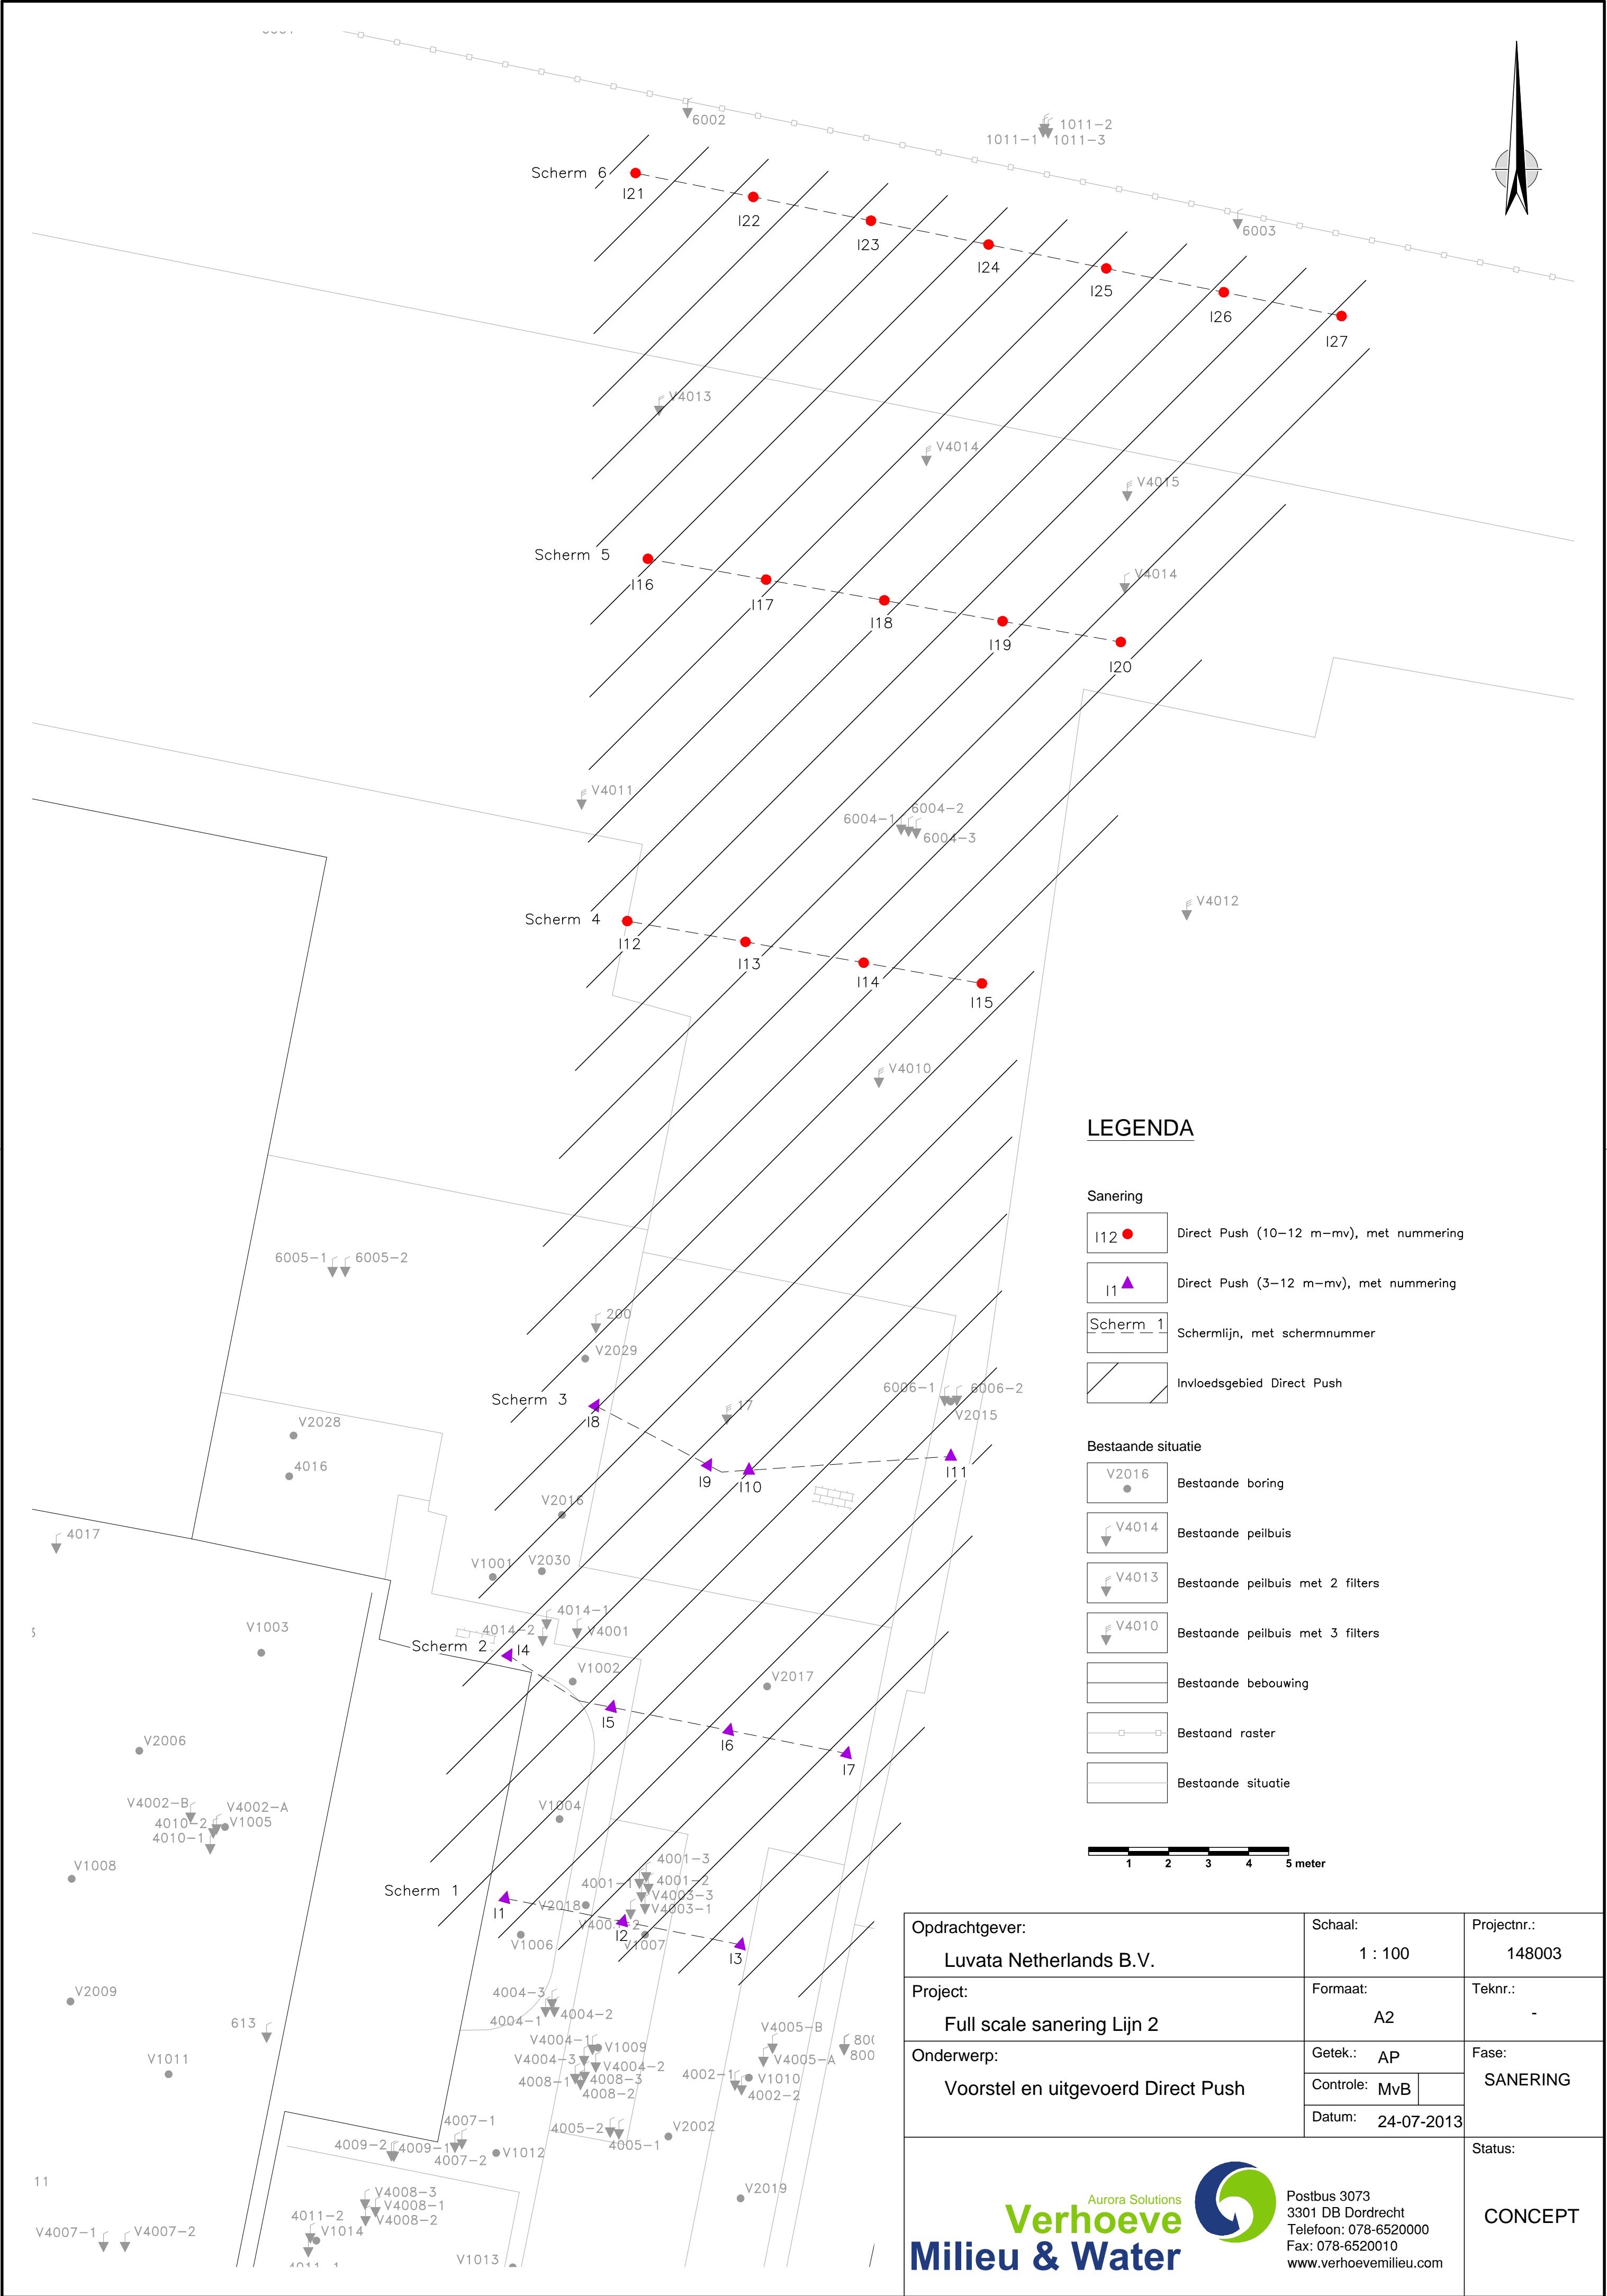 6002
1011-2
1011-1 1011-3
Scherm 6
I21
I22
I23
6003
I24
I25
I26
I27
V4013
V4014
V4015
Scherm 5
I16
V4014
I17
I18
I19
I20
V4011
6004-2
6004-1
6004-3
V4012
Scherm 4
I12
I13
I14
I15
V4010
LEGENDA
Sanering
I12 Direct Push (10-12 m-mv), met nummering
I1 Direct Push (3-12 m-mv), met nummering
Scherm 1 Schermlijn, met schermnummer
Invloedsgebied Direct Push
Bestaande situatie
V2016 Bestaande boring
V4014 Bestaande peilbuis
V4013 Bestaande peilbuis met 2 filters
V4010 Bestaande peilbuis met 3 filters
Bestaande bebouwing
Bestaand raster
Bestaande situatie
1 2 3 4 5 meter
6005-1 6005-2
200
V2029
Scherm 3
I8
17
6006-1 6006-2
V2015
V2028
4016
I9
I10
I11
V2016
4017
V1001
V2030
4014-1
4014-2
V4001
V1003
Scherm 2
I4
V1002
V2017
I5
I6
I7
V2006
V4002-B V4002-A
4010-2 V1005
4010-1
V1004
V1008
4001-3
4001-1 4001-2
V4003-3
V4003-1
Scherm 1
I1
V2018
I2
V1006
V1007
I3
V2009
4004-3
4004-1 4004-2
613
V4004-1 V1009
V4004-3 V4004-2
4008-1 4008-3
4008-2
V4005-B
V4005-A
800
800
V1011
4002-1 V1010
4002-2
4007-1
4009-2 4009-1
4007-2
V1012
4005-2
4005-1
V2002
11
V4008-3
V4008-1
V4008-2
4011-2
V1014
V2019
V4007-1 V4007-2
4011-1
V1013
Opdrachtgever:
Luvata Netherlands B.V.
Schaal:
1 : 100
Projectnr.:
148003
Project:
Full scale sanering Lijn 2
Formaat:
A2
Teknr.:
-
Onderwerp:
Voorstel en uitgevoerd Direct Push
Getek.: AP
Controle: MvB
Datum: 24-07-2013
Fase:
SANERING
Status:
CONCEPT
Aurora Solutions
Verhoeve
Milieu & Water
Postbus 3073
3301 DB Dordrecht
Telefoon: 078-6520000
Fax: 078-6520010
www.verhoevemilieu.com